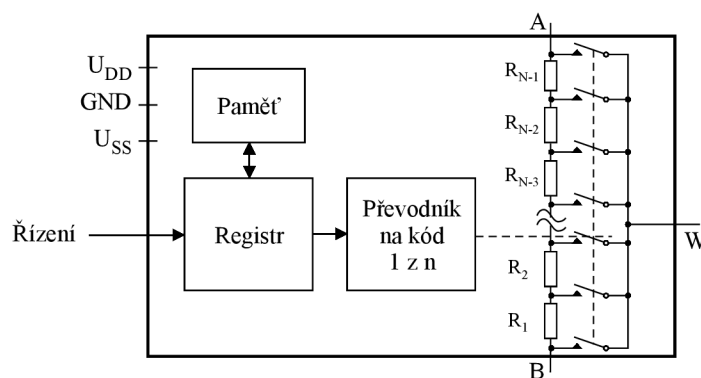 A
U_DD
GND
U_SS
Řízení
Paměť
Registr
Převodník
na kód
1 z n
R_N-1
R_N-2
R_N-3
R_2
R_1
W
B